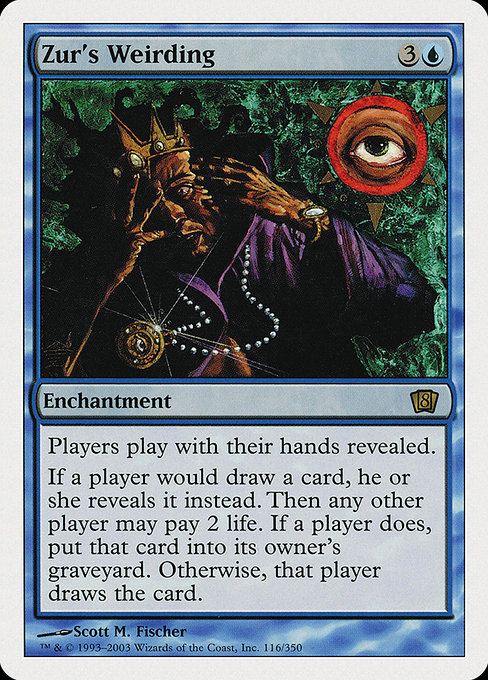 Zur's Weirding 3
Enchantment 8
Players play with their hands revealed.
If a player would draw a card, he or
she reveals it instead. Then any other
player may pay 2 life. If a player does,
put that card into its owner's
graveyard. Otherwise, that player
draws the card.
Scott M. Fischer
™ & © 1993–2003 Wizards of the Coast, Inc. 116/350